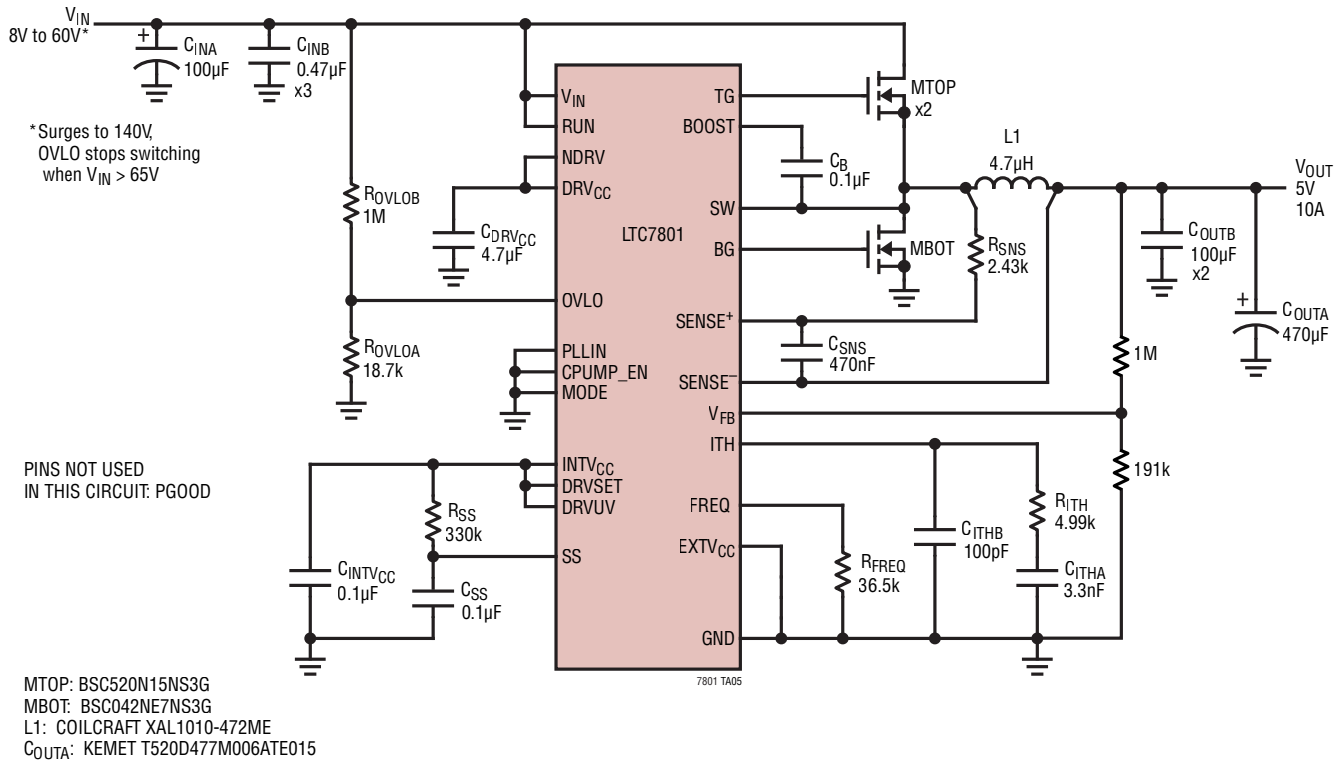 VIN
8V to 60V*
+
CINA
100µF
CINB
0.47µF
x3
*Surges to 140V,
OVLO stops switching
when VIN > 65V
ROVLOB
1M
CDRVCC
4.7µF
ROVLOA
18.7k
PINS NOT USED
IN THIS CIRCUIT: PGOOD
RSS
330k
CINTVCC
0.1µF
CSS
0.1µF
VIN
RUN
NDRV
DRVCC
OVLO
PLLIN
CPUMP_EN
MODE
INTVCC
DRVSET
DRVUV
SS
LTC7801
TG
BOOST
SW
BG
SENSE+
SENSE–
VFB
ITH
FREQ
EXTVCC
GND
MTOP
x2
CB
0.1µF
MBOT
L1
4.7µH
RSNS
2.43k
CSNS
470nF
VOUT
5V
10A
COUTB
100µF
x2
+
COUTA
470µF
1M
191k
RITH
4.99k
CITHB
100pF
CITHA
3.3nF
RFREQ
36.5k
7801 TA05
MTOP: BSC520N15NS3G
MBOT: BSC042NE7NS3G
L1: COILCRAFT XAL1010-472ME
COUTA: KEMET T520D477M006ATE015